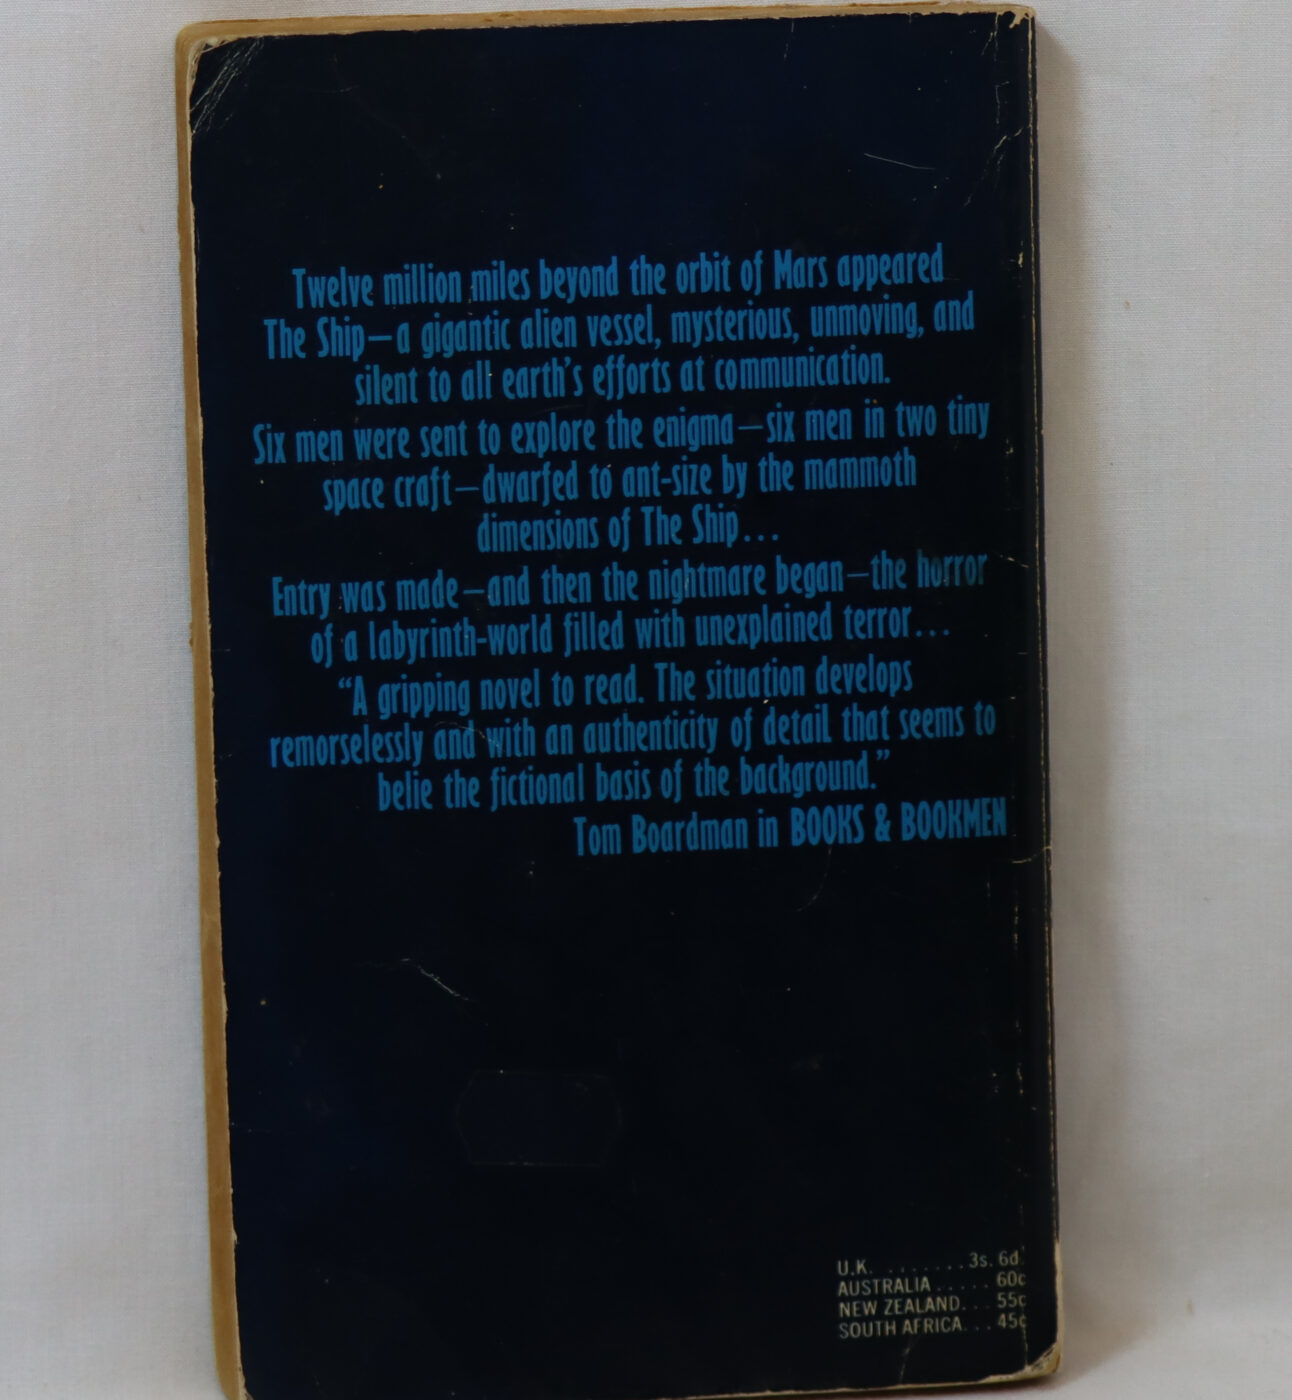 Twelve million miles beyond the orbit of Mars appeared
The Ship—a gigantic alien vessel, mysterious, unmoving, and
silent to all earth's efforts at communication.
Six men were sent to explore the enigma—six men in two tiny
space craft—dwarfed to ant-size by the mammoth
dimensions of The Ship...
Entry was made—and then the nightmare began—the horror
of a labyrinth-world filled with unexplained terror...
“A gripping novel to read. The situation develops
remorselessly and with an authenticity of detail that seems to
belie the fictional basis of the background.”
Tom Boardman in BOOKS & BOOKMEN
U.K. . . . . . . . . 3s. 6d.
AUSTRALIA . . . . . 60c
NEW ZEALAND. . . 55c
SOUTH AFRICA. . . 45c